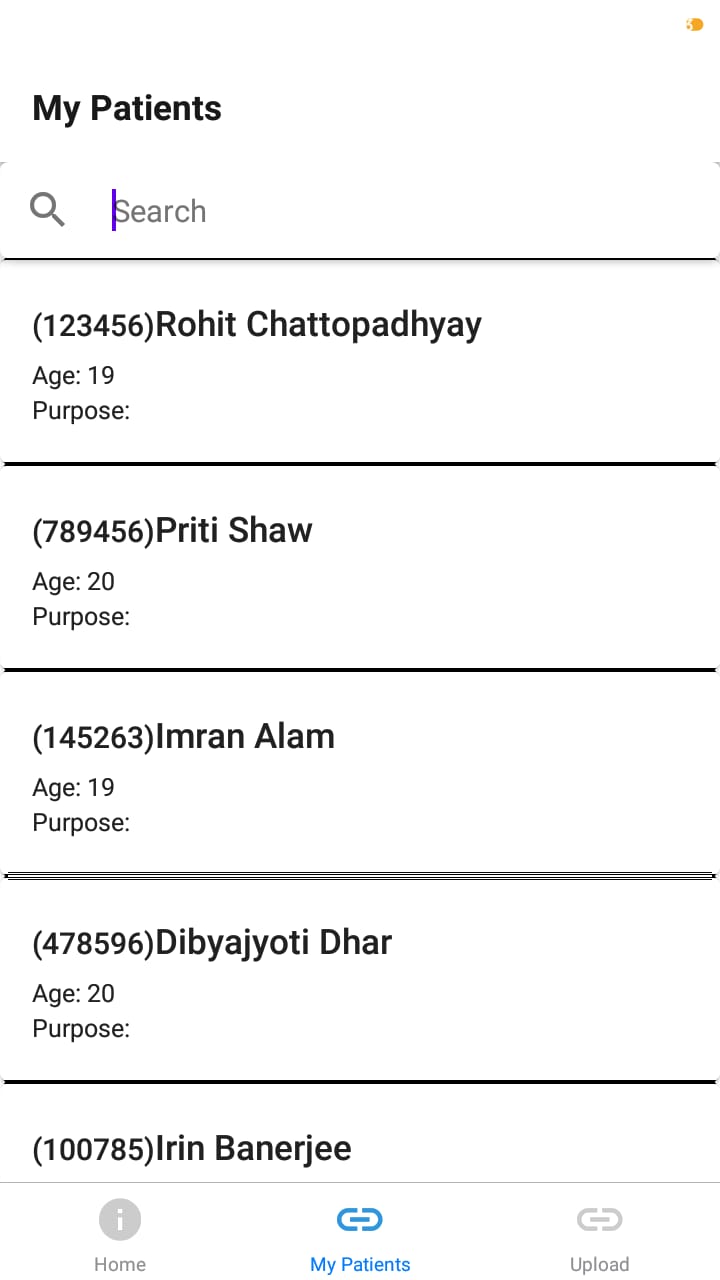 My Patients
Search
(123456)Rohit Chattopadhyay
Age: 19
Purpose:
(789456)Priti Shaw
Age: 20
Purpose:
(145263)Imran Alam
Age: 19
Purpose:
(478596)Dibyajyoti Dhar
Age: 20
Purpose:
(100785)Irin Banerjee
Home My Patients Upload